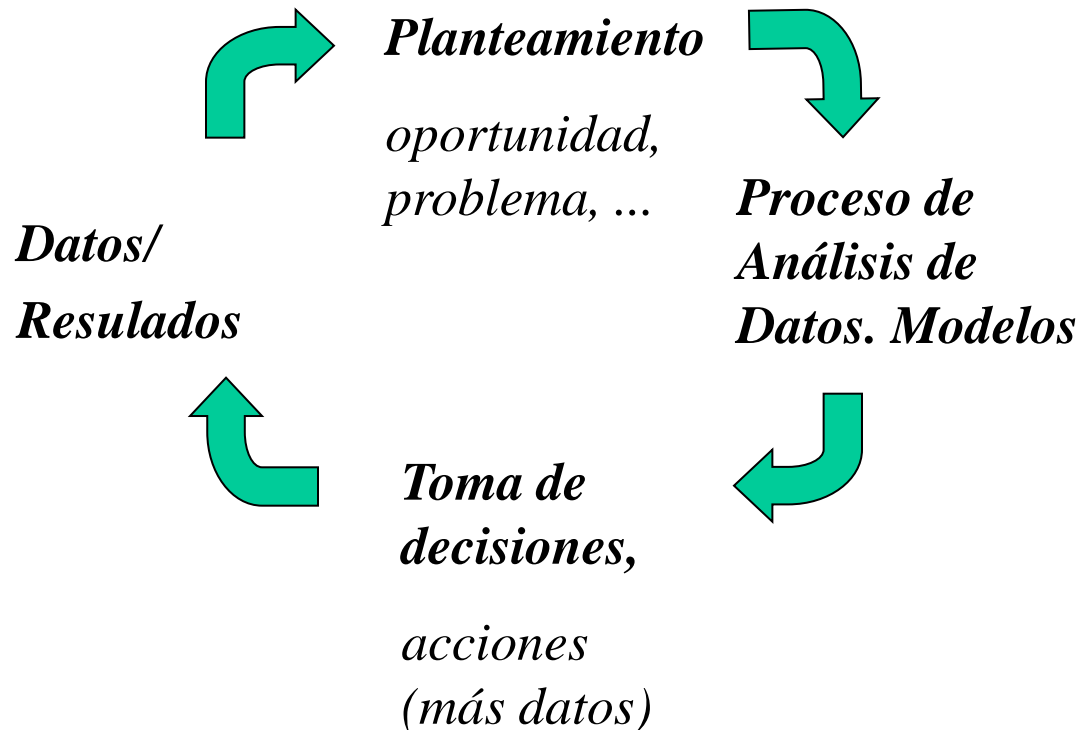 Planteamiento
oportunidad,
problema, ...
Proceso de
Análisis de
Datos. Modelos
Toma de
decisiones,
acciones
(más datos)
Datos/
Resulados